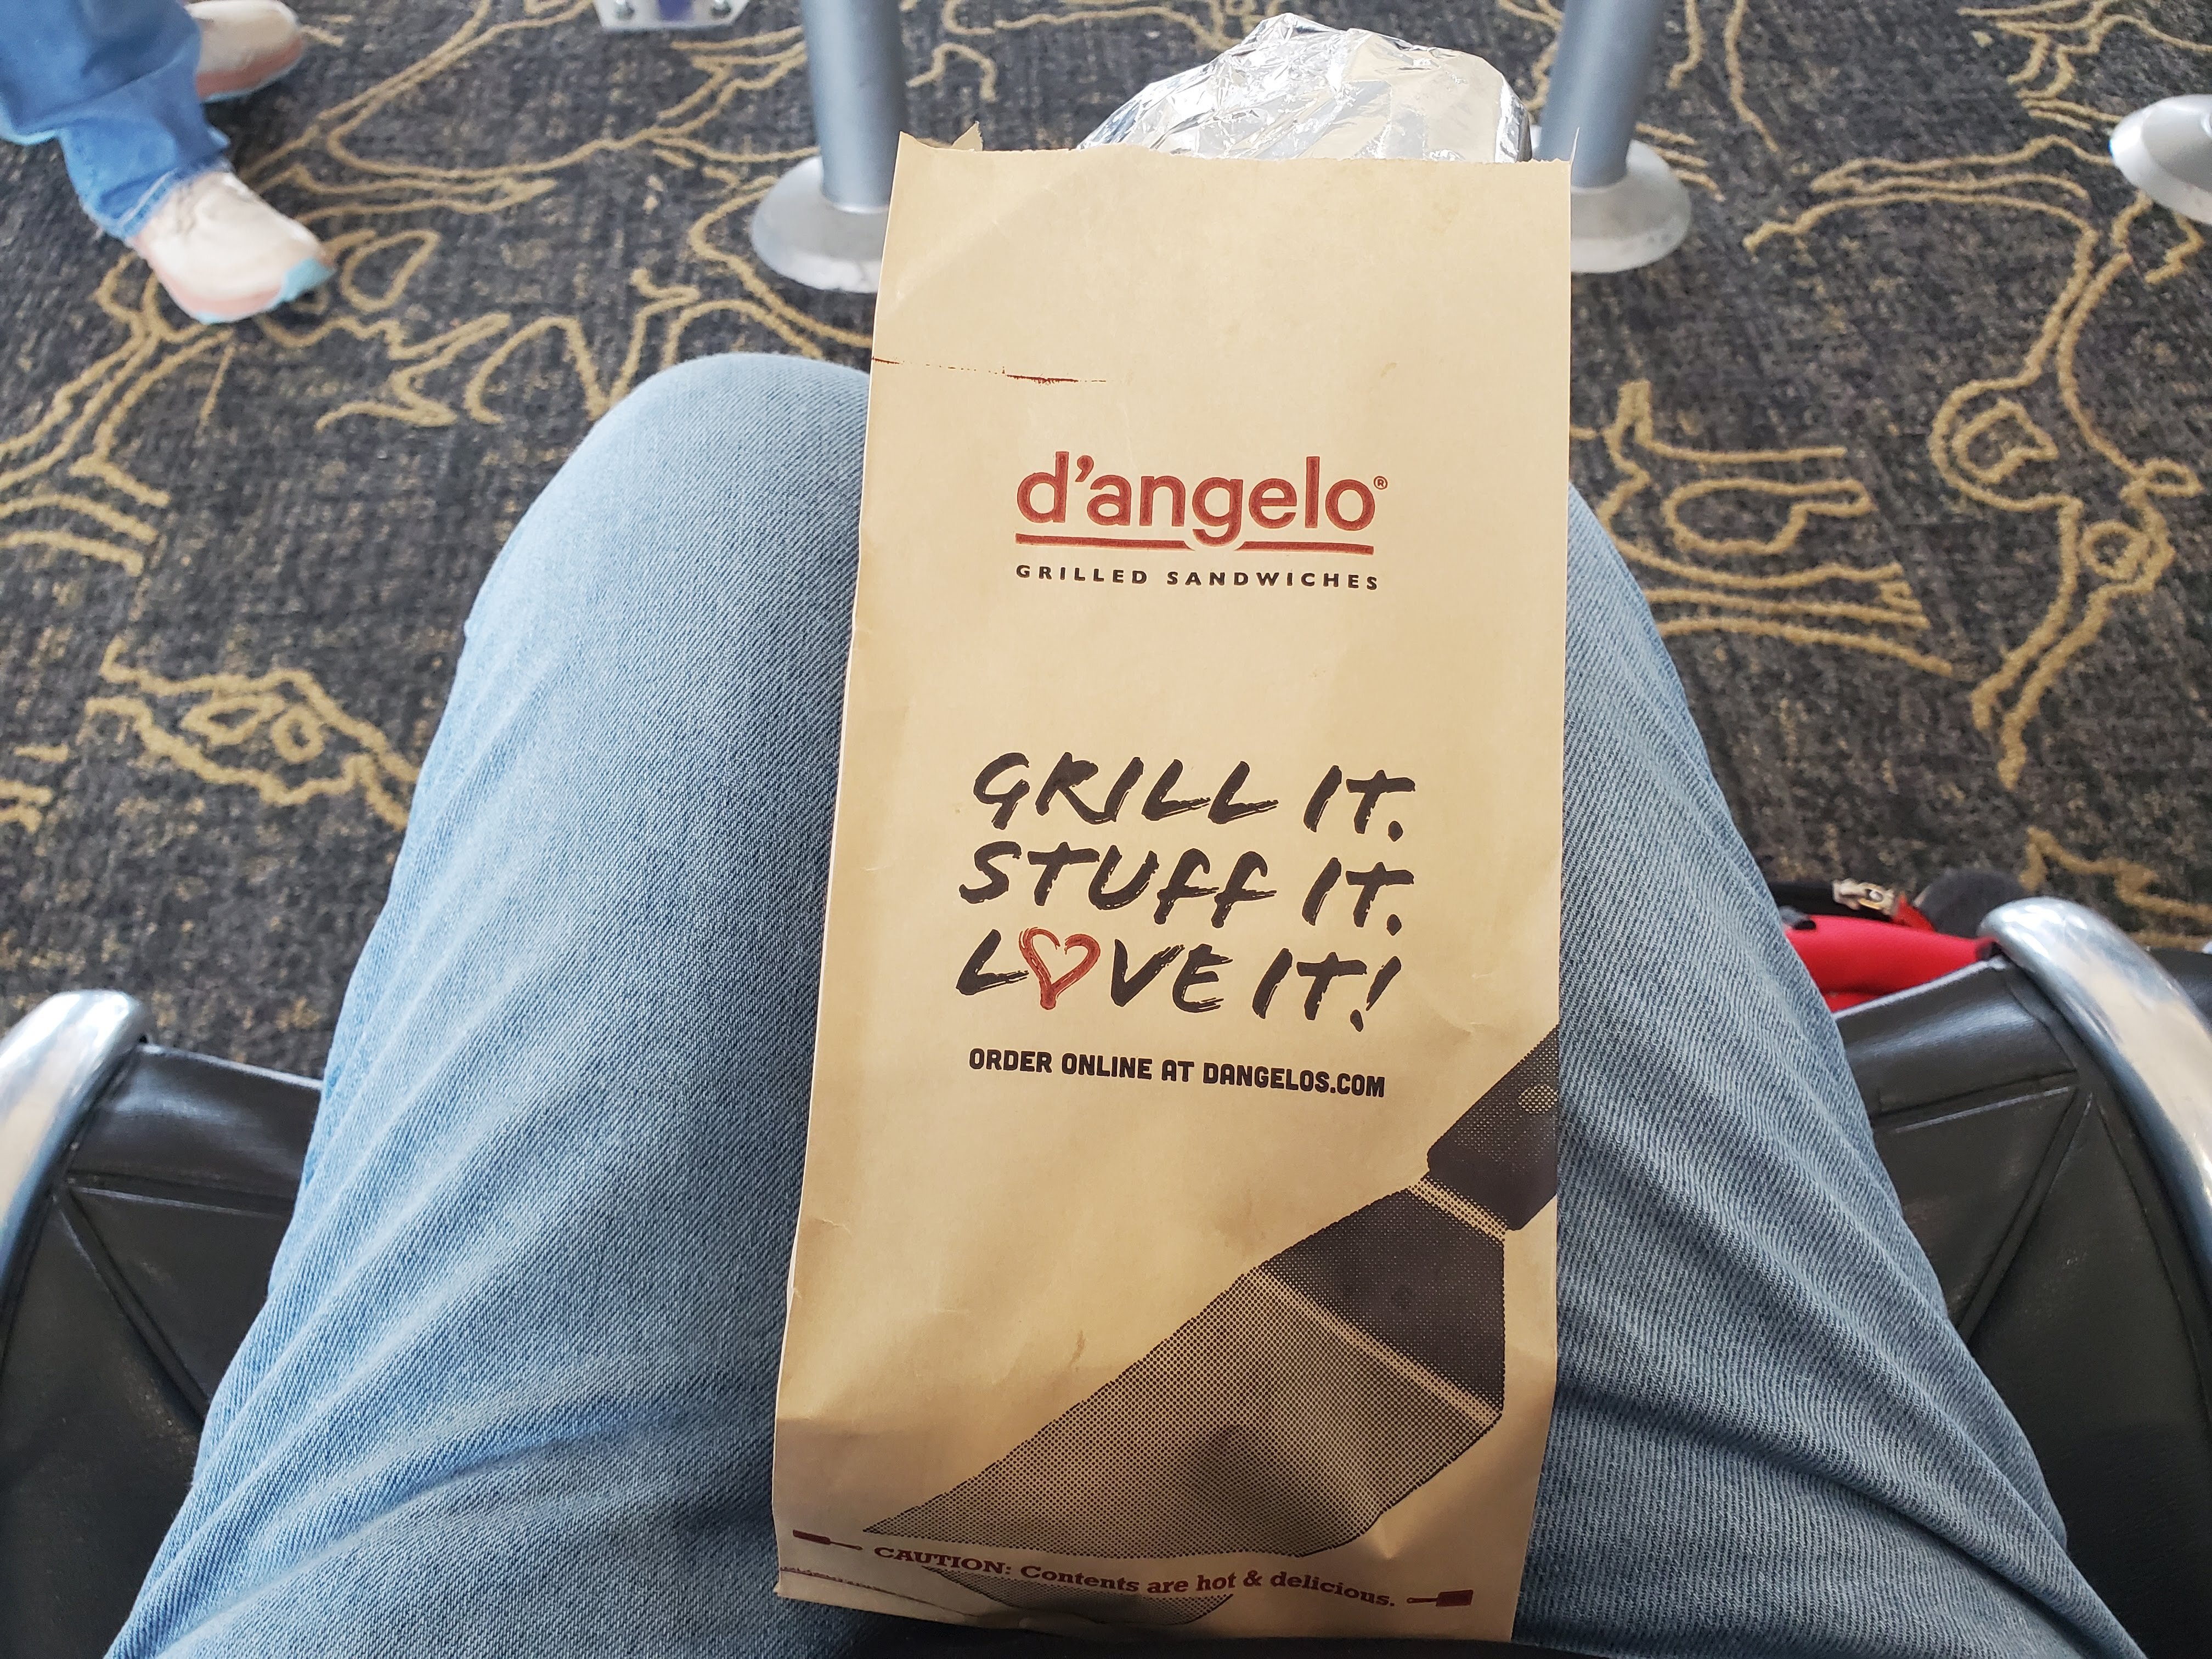 d'angelo®
GRILLED SANDWICHES
GRILL IT.
STUFF IT.
LOVE IT!
ORDER ONLINE AT DANGELOS.COM
CAUTION: Contents are hot & delicious.